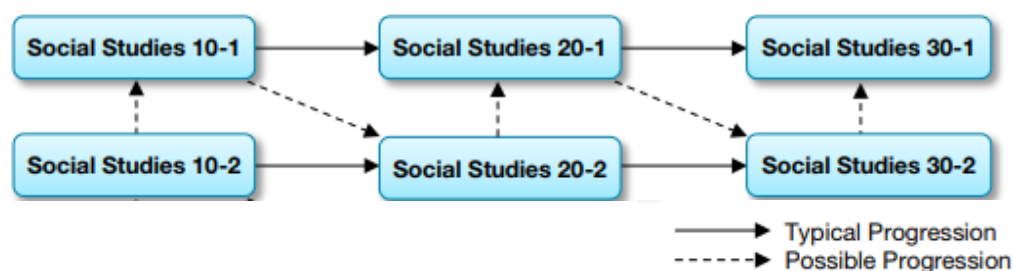 Social Studies 10-1
Social Studies 20-1
Social Studies 30-1
Social Studies 10-2
Social Studies 20-2
Social Studies 30-2
Typical Progression
Possible Progression